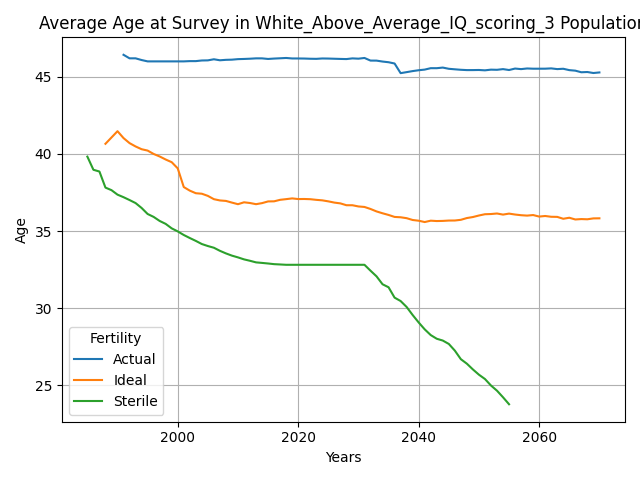 Average Age at Survey in White_Above_Average_IQ_scoring_3 Population
45
40
35
30
25
Age
Fertility
Actual
Ideal
Sterile
2000 2020 2040 2060
Years